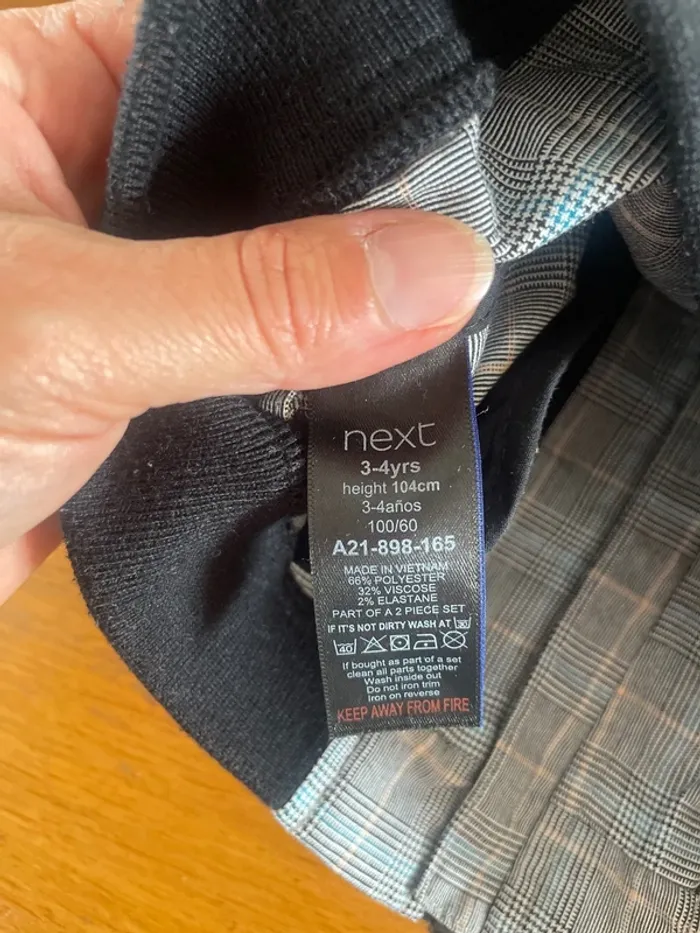 next
3-4yrs
height 104cm
3-4años
100/60
A21-898-165
MADE IN VIETNAM
66% POLYESTER
32% VISCOSE
2% ELASTANE
PART OF A 2 PIECE SET
IF IT'S NOT DIRTY WASH AT 30
40
If bought as part of a set
clean all parts together
Wash inside out
Do not iron trim
Iron on reverse
KEEP AWAY FROM FIRE